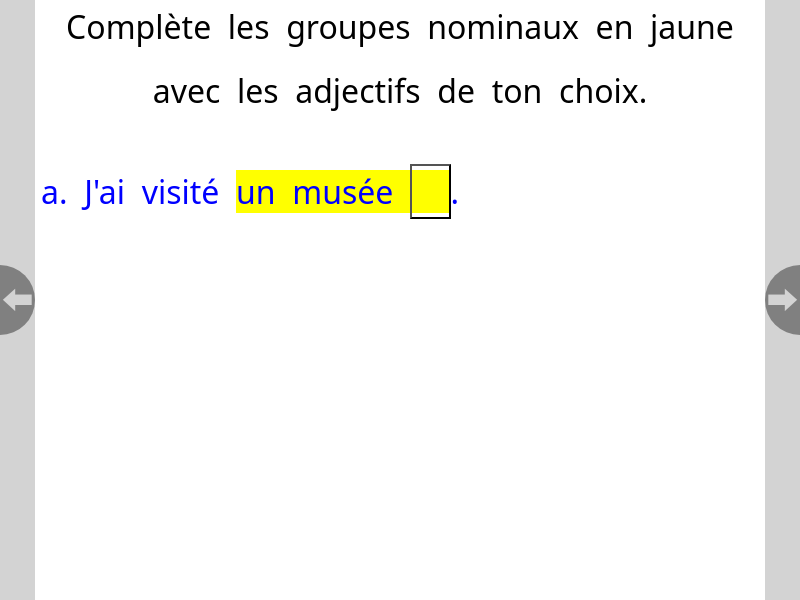 Complète les groupes nominaux en jaune
avec les adjectifs de ton choix.
a. J'ai visité un musée .